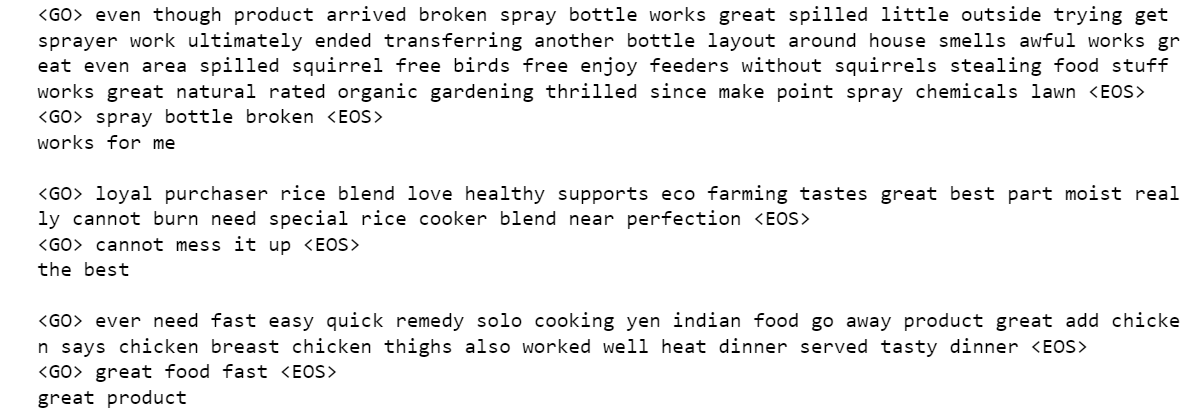 <GO> even though product arrived broken spray bottle works great spilled little outside trying get
sprayer work ultimately ended transferring another bottle layout around house smells awful works gr
eat even area spilled squirrel free birds free enjoy feeders without squirrels stealing food stuff
works great natural rated organic gardening thrilled since make point spray chemicals lawn <EOS>
<GO> spray bottle broken <EOS>
works for me

<GO> loyal purchaser rice blend love healthy supports eco farming tastes great best part moist real
ly cannot burn need special rice cooker blend near perfection <EOS>
<GO> cannot mess it up <EOS>
the best

<GO> ever need fast easy quick remedy solo cooking yen indian food go away product great add chicke
n says chicken breast chicken thighs also worked well heat dinner served tasty dinner <EOS>
<GO> great food fast <EOS>
great product